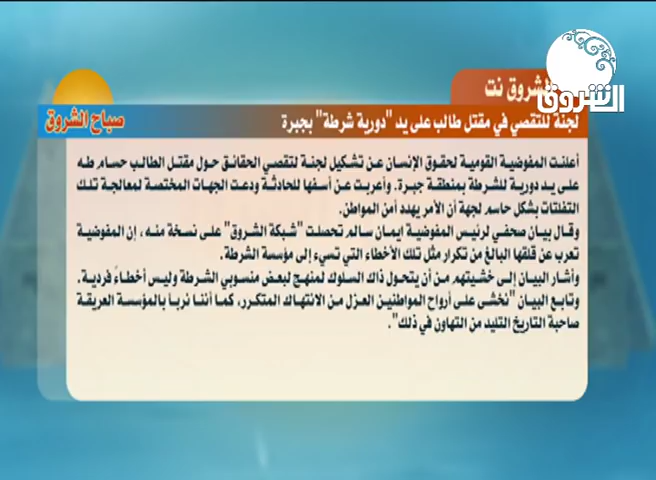 الشروق
الشروق نت
صباح الشروق
لجنة للتقصي في مقتل طالب على يد "دورية شرطة" بجبرة
أعلنت المفوضية القومية لحقوق الإنسان عن تشكيل لجنة لتقصي الحقائق حول مقتل الطالب حسام طه
على يد دورية للشرطة بمنطقة جبرة. وأعربت عن أسفها للحادثة ودعت الجهات المختصة لمعالجة تلك
التفلتات بشكل حاسم لجهة أن الأمر يهدد أمن المواطن.
وقال بيان صحفي لرئيس المفوضية ايمان سالم تحصلت "شبكة الشروق" على نسخة منه ، إن المفوضية
تعرب عن قلقها البالغ من تكرار مثل تلك الأخطاء التي تسيء إلى مؤسسة الشرطة.
وأشار البيان إلى خشيتهم من أن يتحول ذاك السلوك لمنهج لبعض منسوبي الشرطة وليس أخطاءً فردية.
وتابع البيان "نخشى على أرواح المواطنين العزل من الانتهاك المتكرر، كما أننا نربأ بالمؤسسة العريقة
صاحبة التاريخ التليد من التهاون في ذلك".